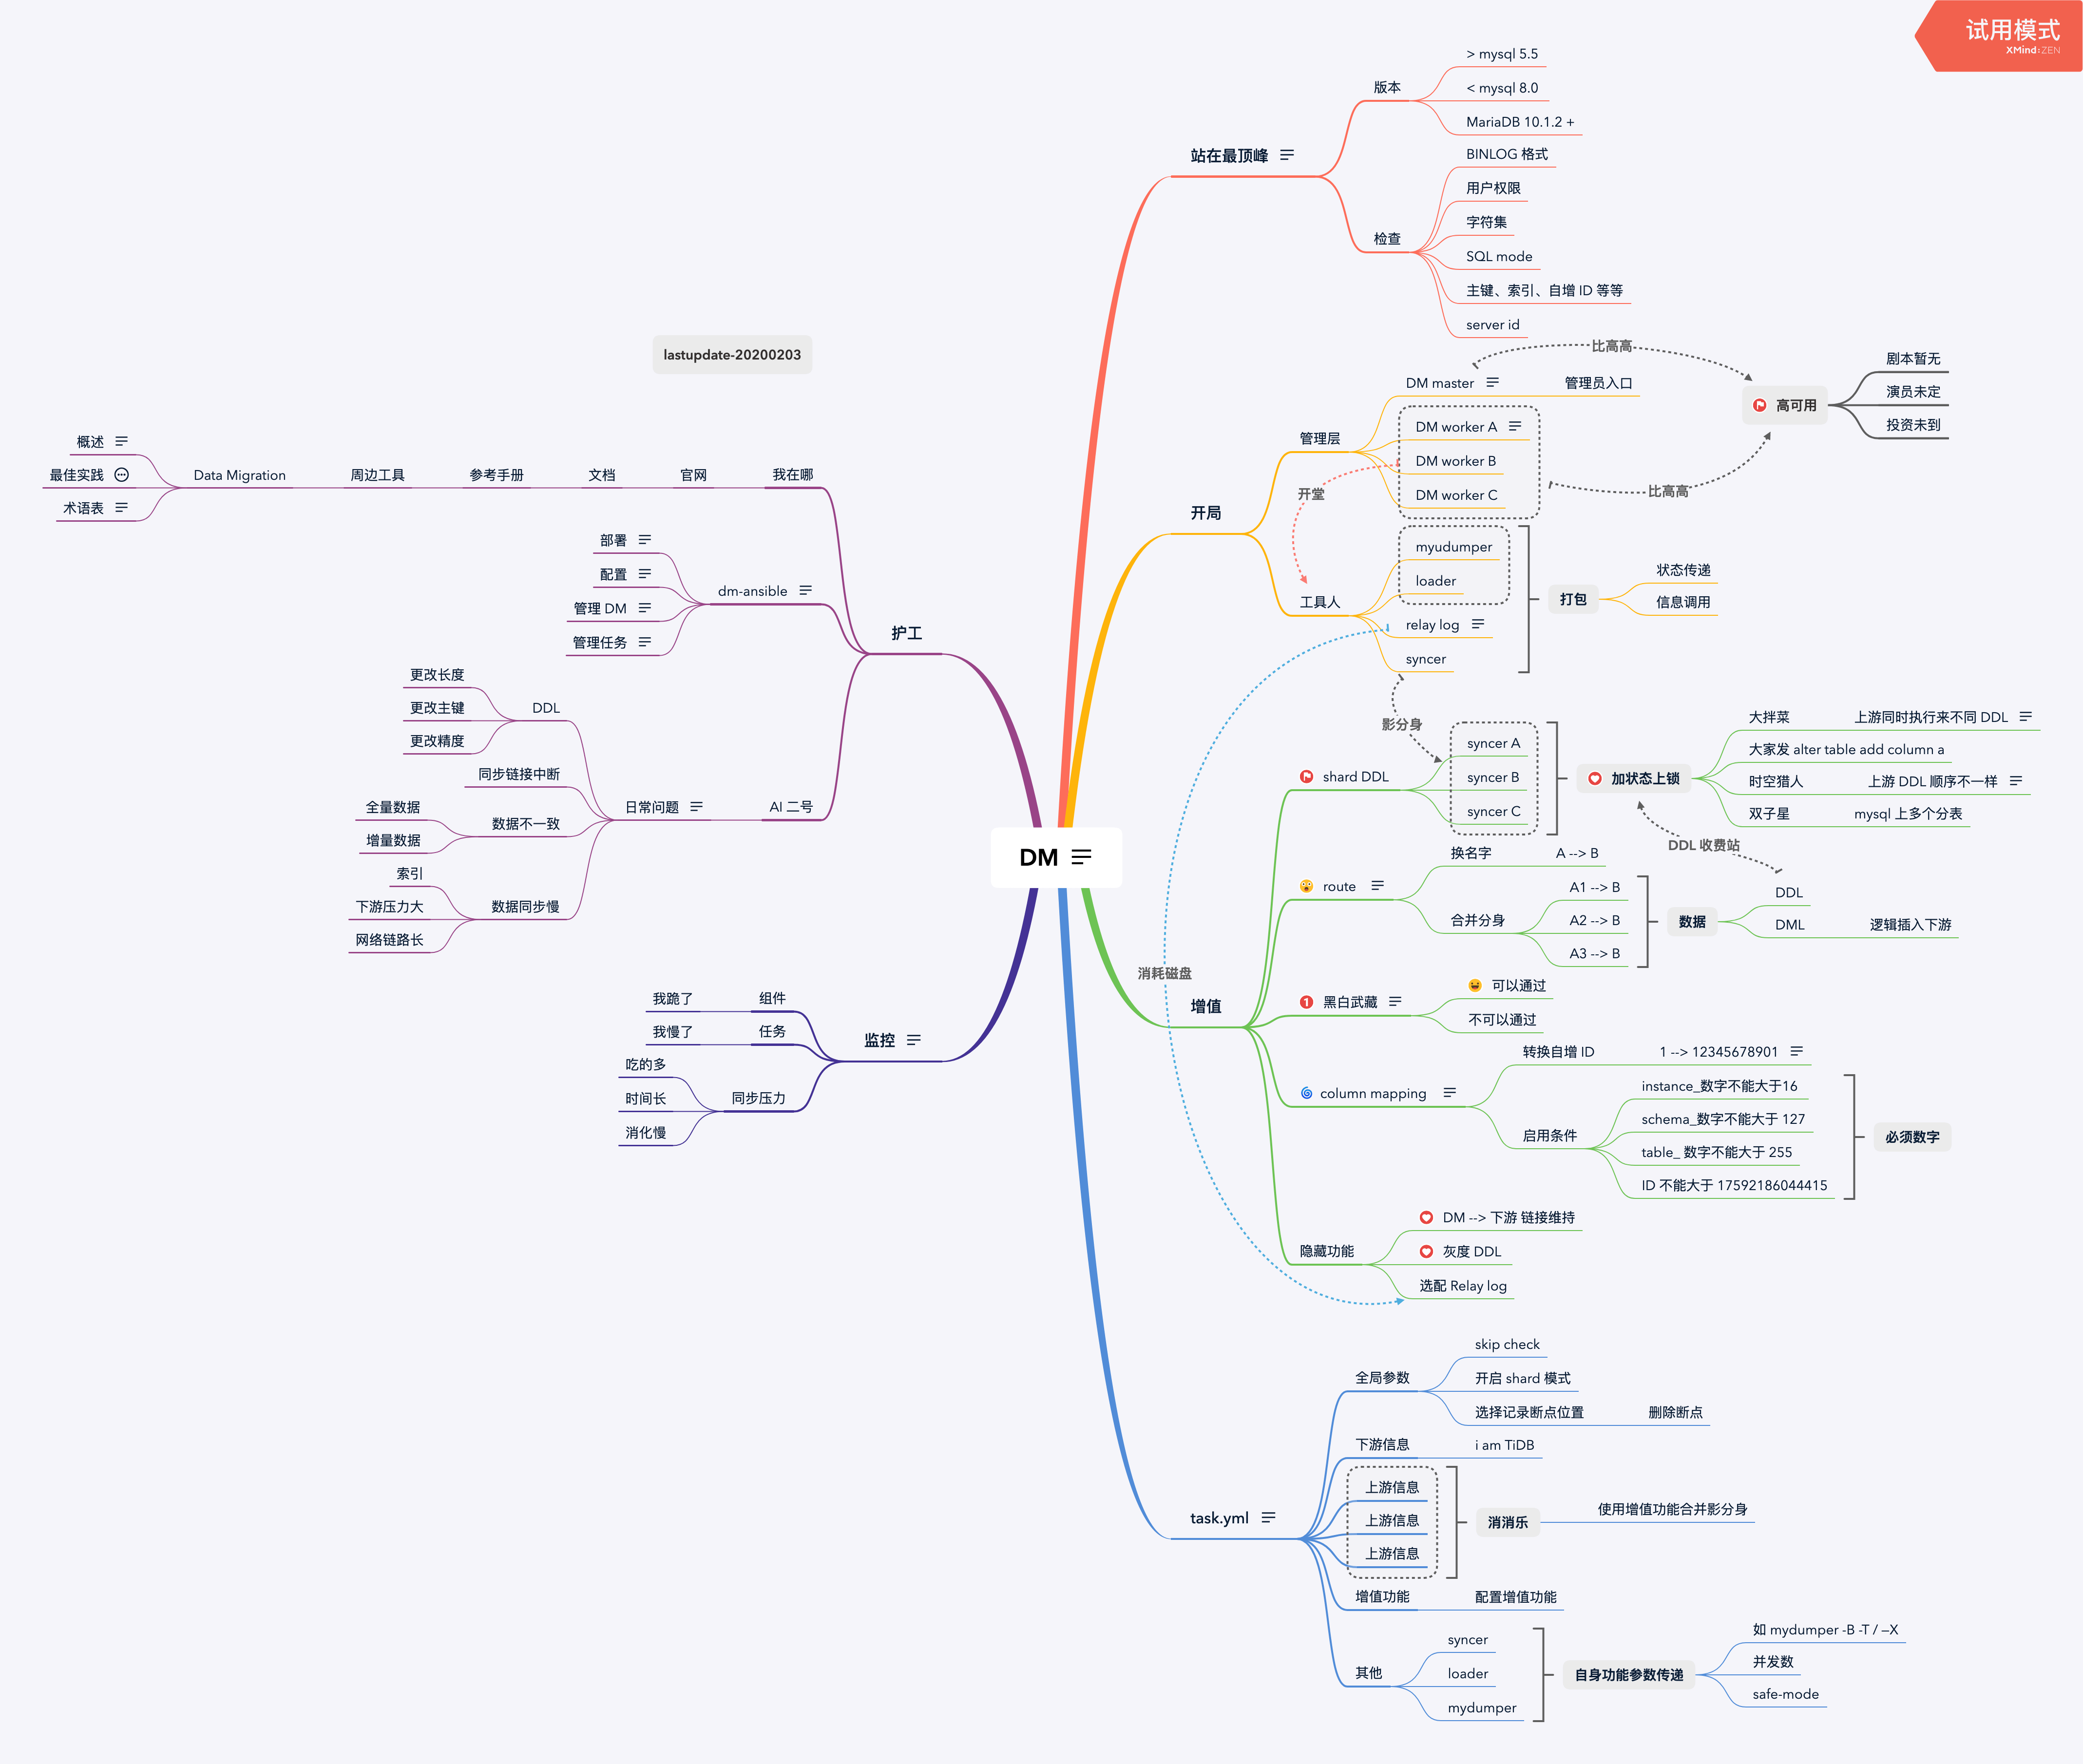 试用模式
XMind:ZEN
DM
站在最顶峰
版本
> mysql 5.5
< mysql 8.0
MariaDB 10.1.2 +
检查
BINLOG 格式
用户权限
字符集
SQL mode
主键、索引、自增 ID 等等
server id
开局
管理层
DM master
管理员入口
DM worker A
DM worker B
DM worker C
比高高
比高高
高可用
剧本暂无
演员未定
投资未到
开堂
工具人
myudumper
loader
relay log
syncer
打包
状态传递
信息调用
影分身
增值
shard DDL
syncer A
syncer B
syncer C
加状态上锁
大拌菜
上游同时执行来不同 DDL
大家发 alter table add column a
时空猎人
上游 DDL 顺序不一样
双子星
mysql 上多个分表
DDL 收费站
route
换名字
A --> B
合并分身
A1 --> B
A2 --> B
A3 --> B
数据
DDL
DML
逻辑插入下游
消耗磁盘
黑白武藏
可以通过
不可以通过
column mapping
转换自增 ID
1 --> 12345678901
启用条件
instance_数字不能大于16
schema_数字不能大于 127
table_ 数字不能大于 255
ID 不能大于 17592186044415
必须数字
隐藏功能
DM --> 下游 链接维持
灰度 DDL
选配 Relay log
task.yml
全局参数
skip check
开启 shard 模式
选择记录断点位置
删除断点
下游信息
i am TiDB
上游信息
上游信息
上游信息
消消乐
使用增值功能合并影分身
增值功能
配置增值功能
其他
syncer
loader
mydumper
自身功能参数传递
如 mydumper -B -T / —X
并发数
safe-mode
lastupdate-20200203
护工
我在哪
官网
文档
参考手册
周边工具
Data Migration
概述
最佳实践
术语表
dm-ansible
部署
配置
管理 DM
管理任务
AI 二号
日常问题
DDL
更改长度
更改主键
更改精度
同步链接中断
数据不一致
全量数据
增量数据
数据同步慢
索引
下游压力大
网络链路长
监控
组件
我跪了
任务
我慢了
同步压力
吃的多
时间长
消化慢